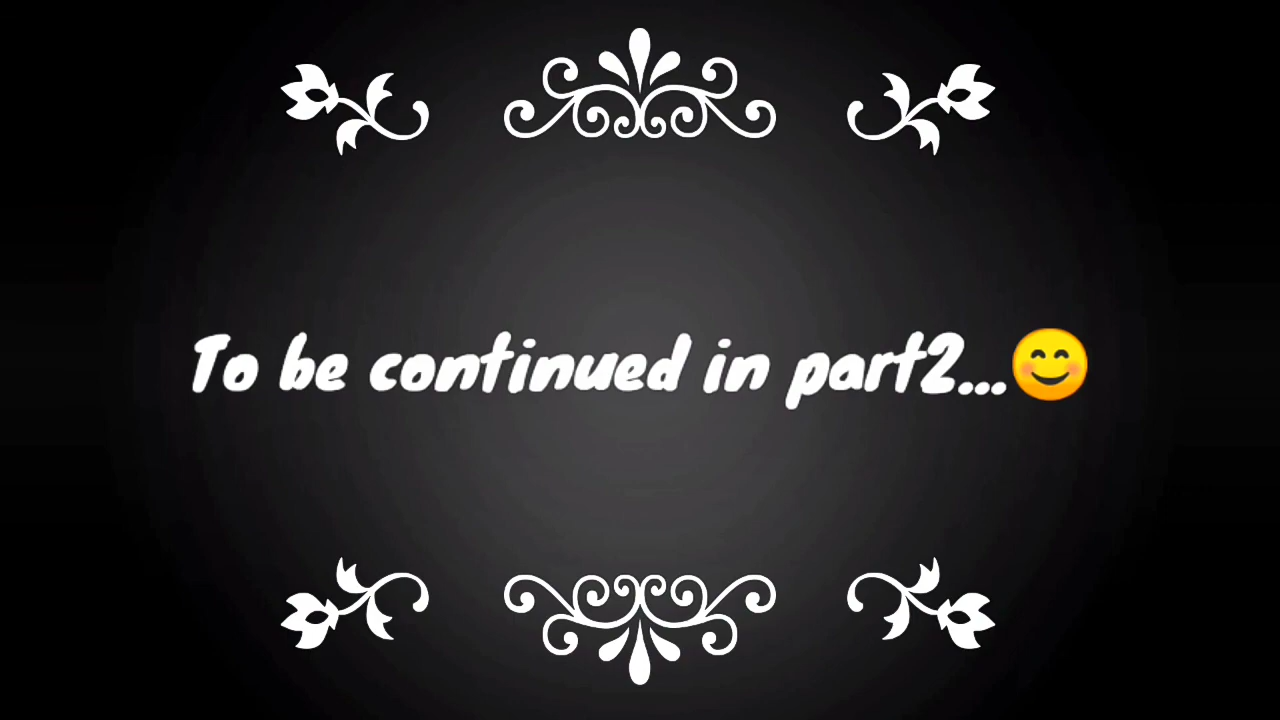 To be continued in part2...😊